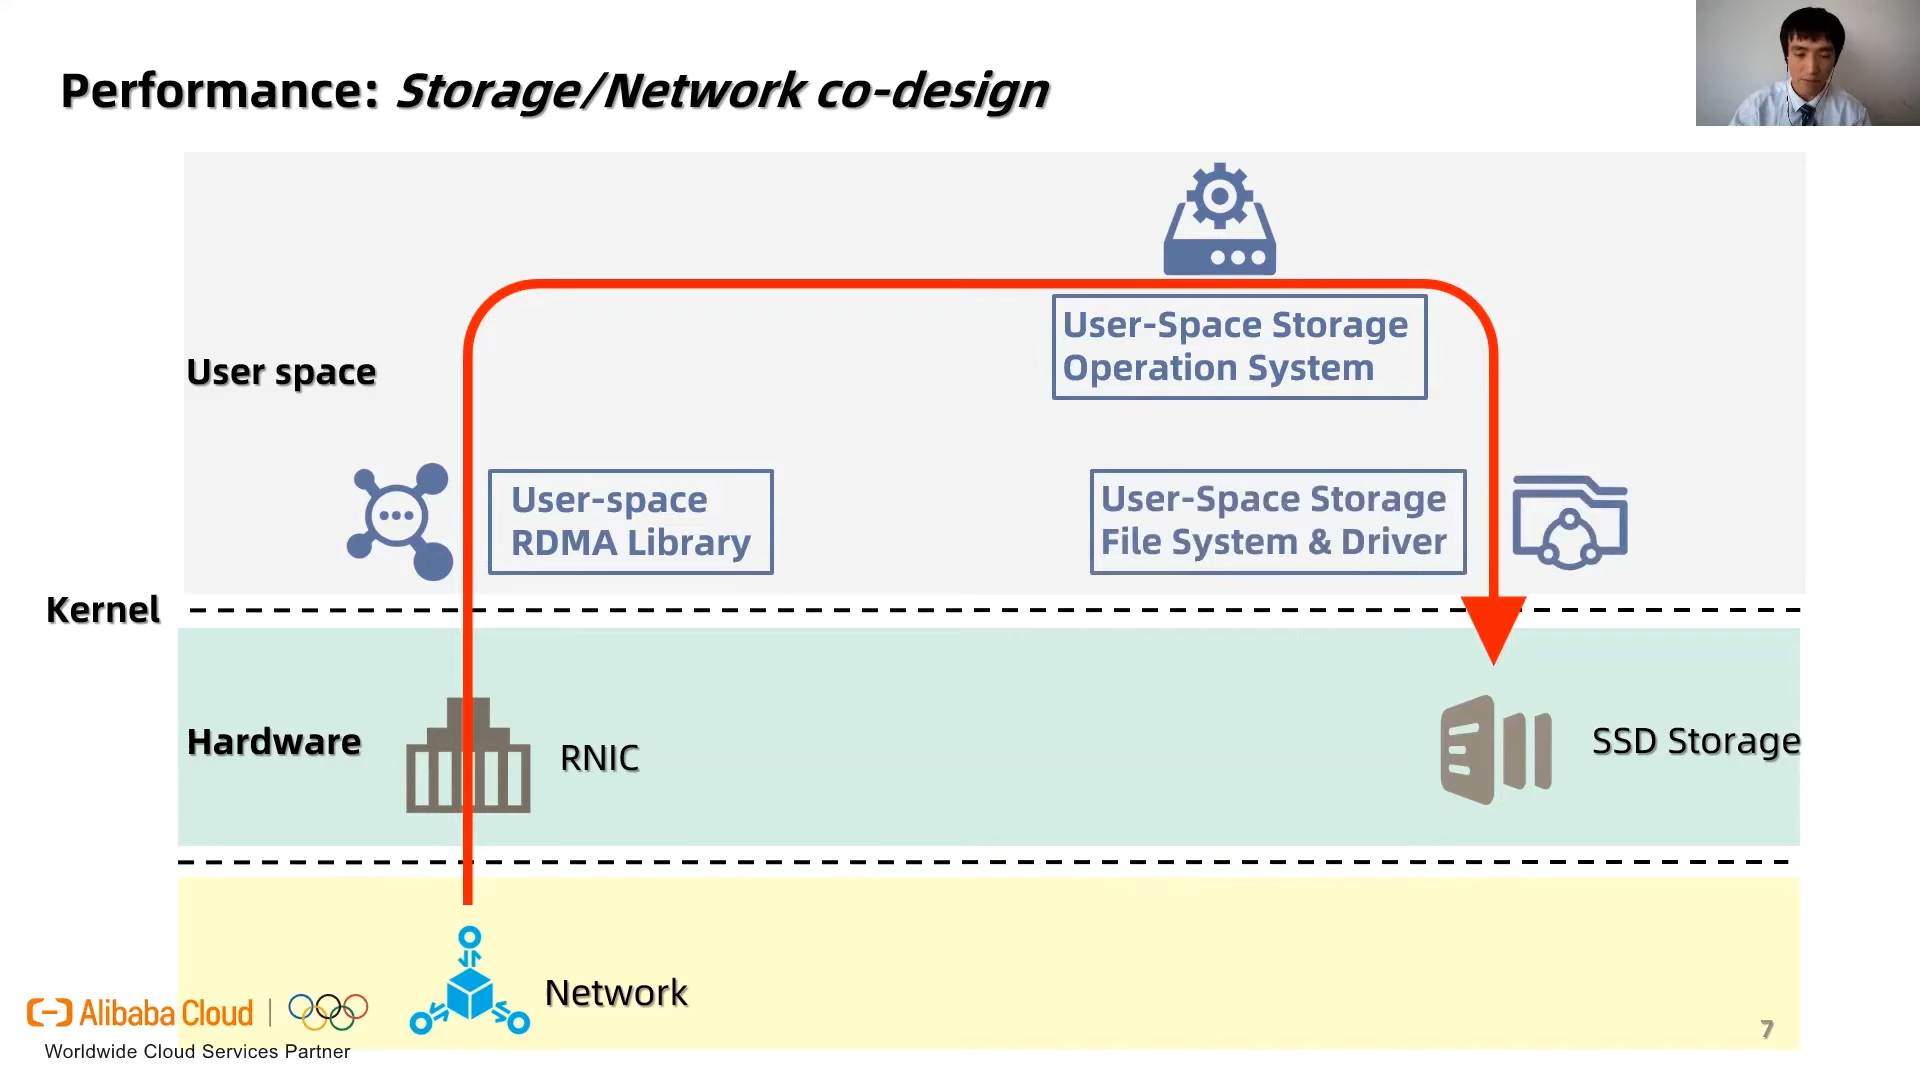 Performance: Storage/Network co-design
User-Space Storage
Operation System
User space
User-space
RDMA Library
User-Space Storage
File System & Driver
Kernel
Hardware
RNIC
SSD Storage
Network
Alibaba Cloud
Worldwide Cloud Services Partner
7